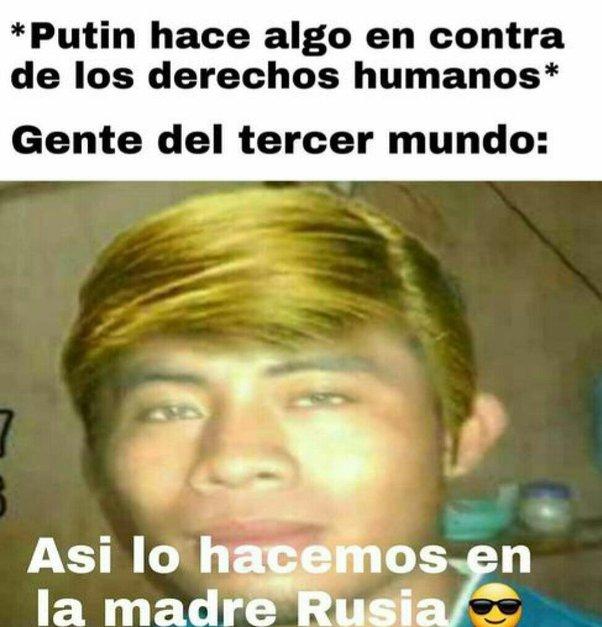 *Putin hace algo en contra
de los derechos humanos*
Gente del tercer mundo:
Asi lo hacemos en
la madre Rusia 😎